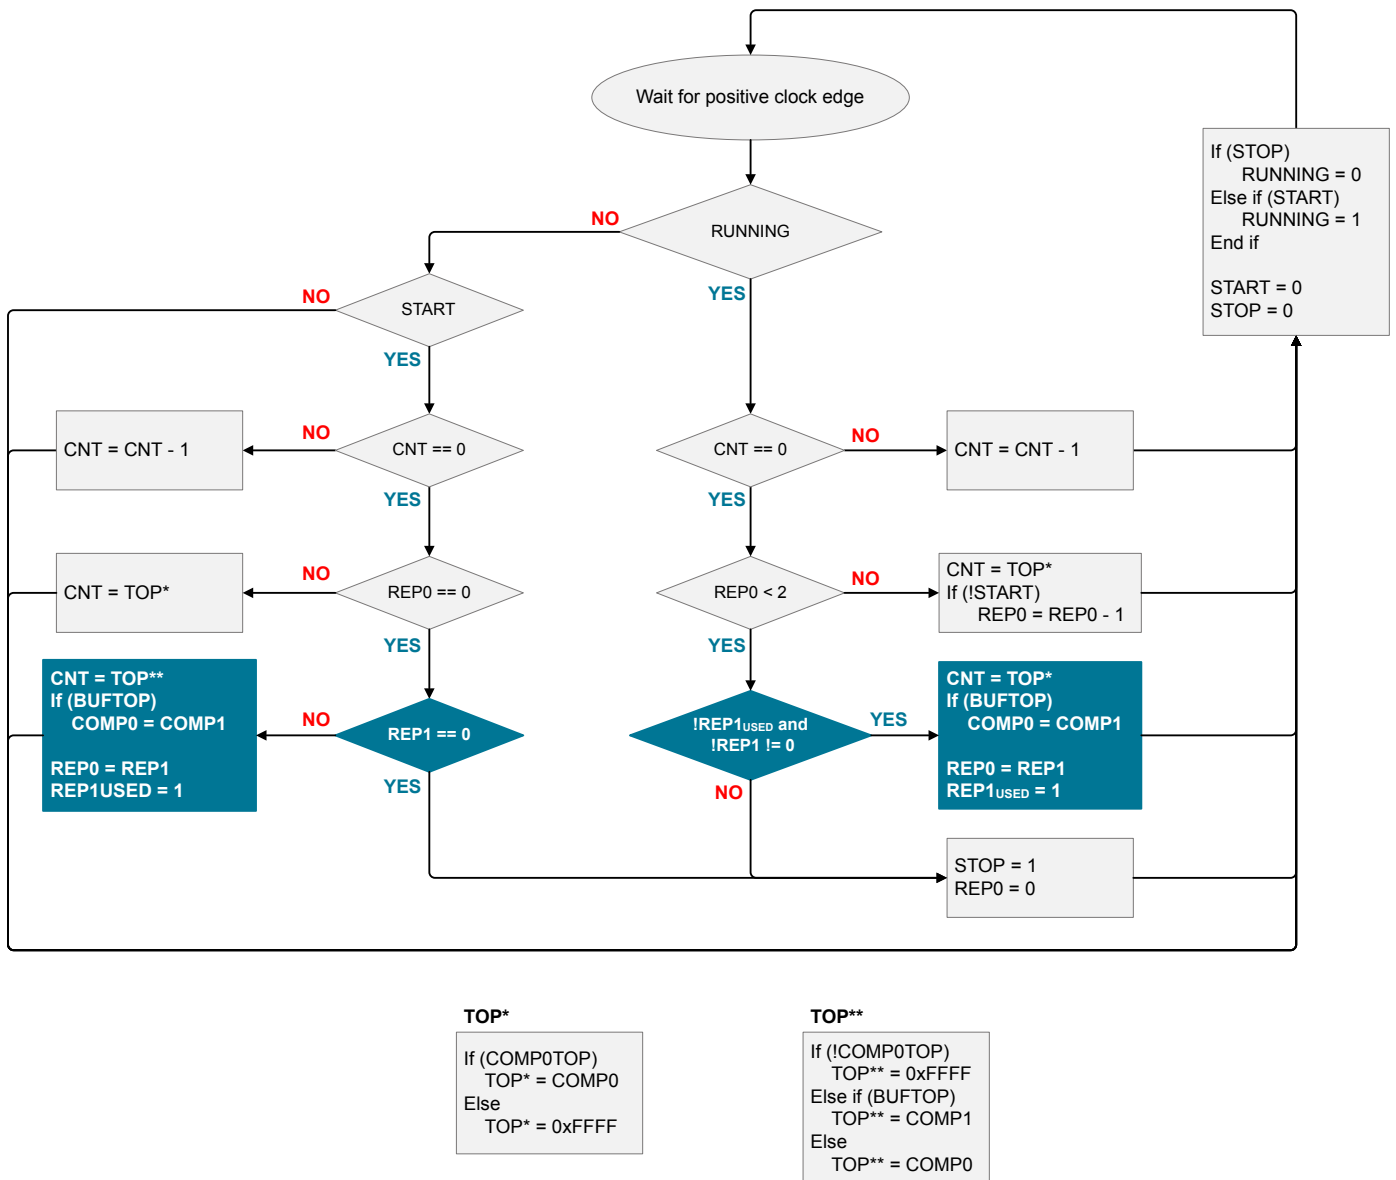 Wait for positive clock edge
If (STOP)
RUNNING = 0
Else if (START)
RUNNING = 1
End if
START = 0
STOP = 0
NO
RUNNING
YES
NO
START
YES
CNT = CNT - 1
NO
CNT == 0
YES
CNT == 0
NO
CNT = CNT - 1
YES
CNT = TOP*
NO
REP0 == 0
YES
REP0 < 2
NO
CNT = TOP*
If (!START)
REP0 = REP0 - 1
YES
CNT = TOP**
If (BUFTOP)
COMP0 = COMP1
REP0 = REP1
REP1USED = 1
NO
REP1 == 0
YES
!REP1USED and
!REP1 != 0
YES
NO
CNT = TOP*
If (BUFTOP)
COMP0 = COMP1
REP0 = REP1
REP1USED = 1
STOP = 1
REP0 = 0
TOP*
If (COMP0TOP)
TOP* = COMP0
Else
TOP* = 0xFFFF
TOP**
If (!COMP0TOP)
TOP** = 0xFFFF
Else if (BUFTOP)
TOP** = COMP1
Else
TOP** = COMP0